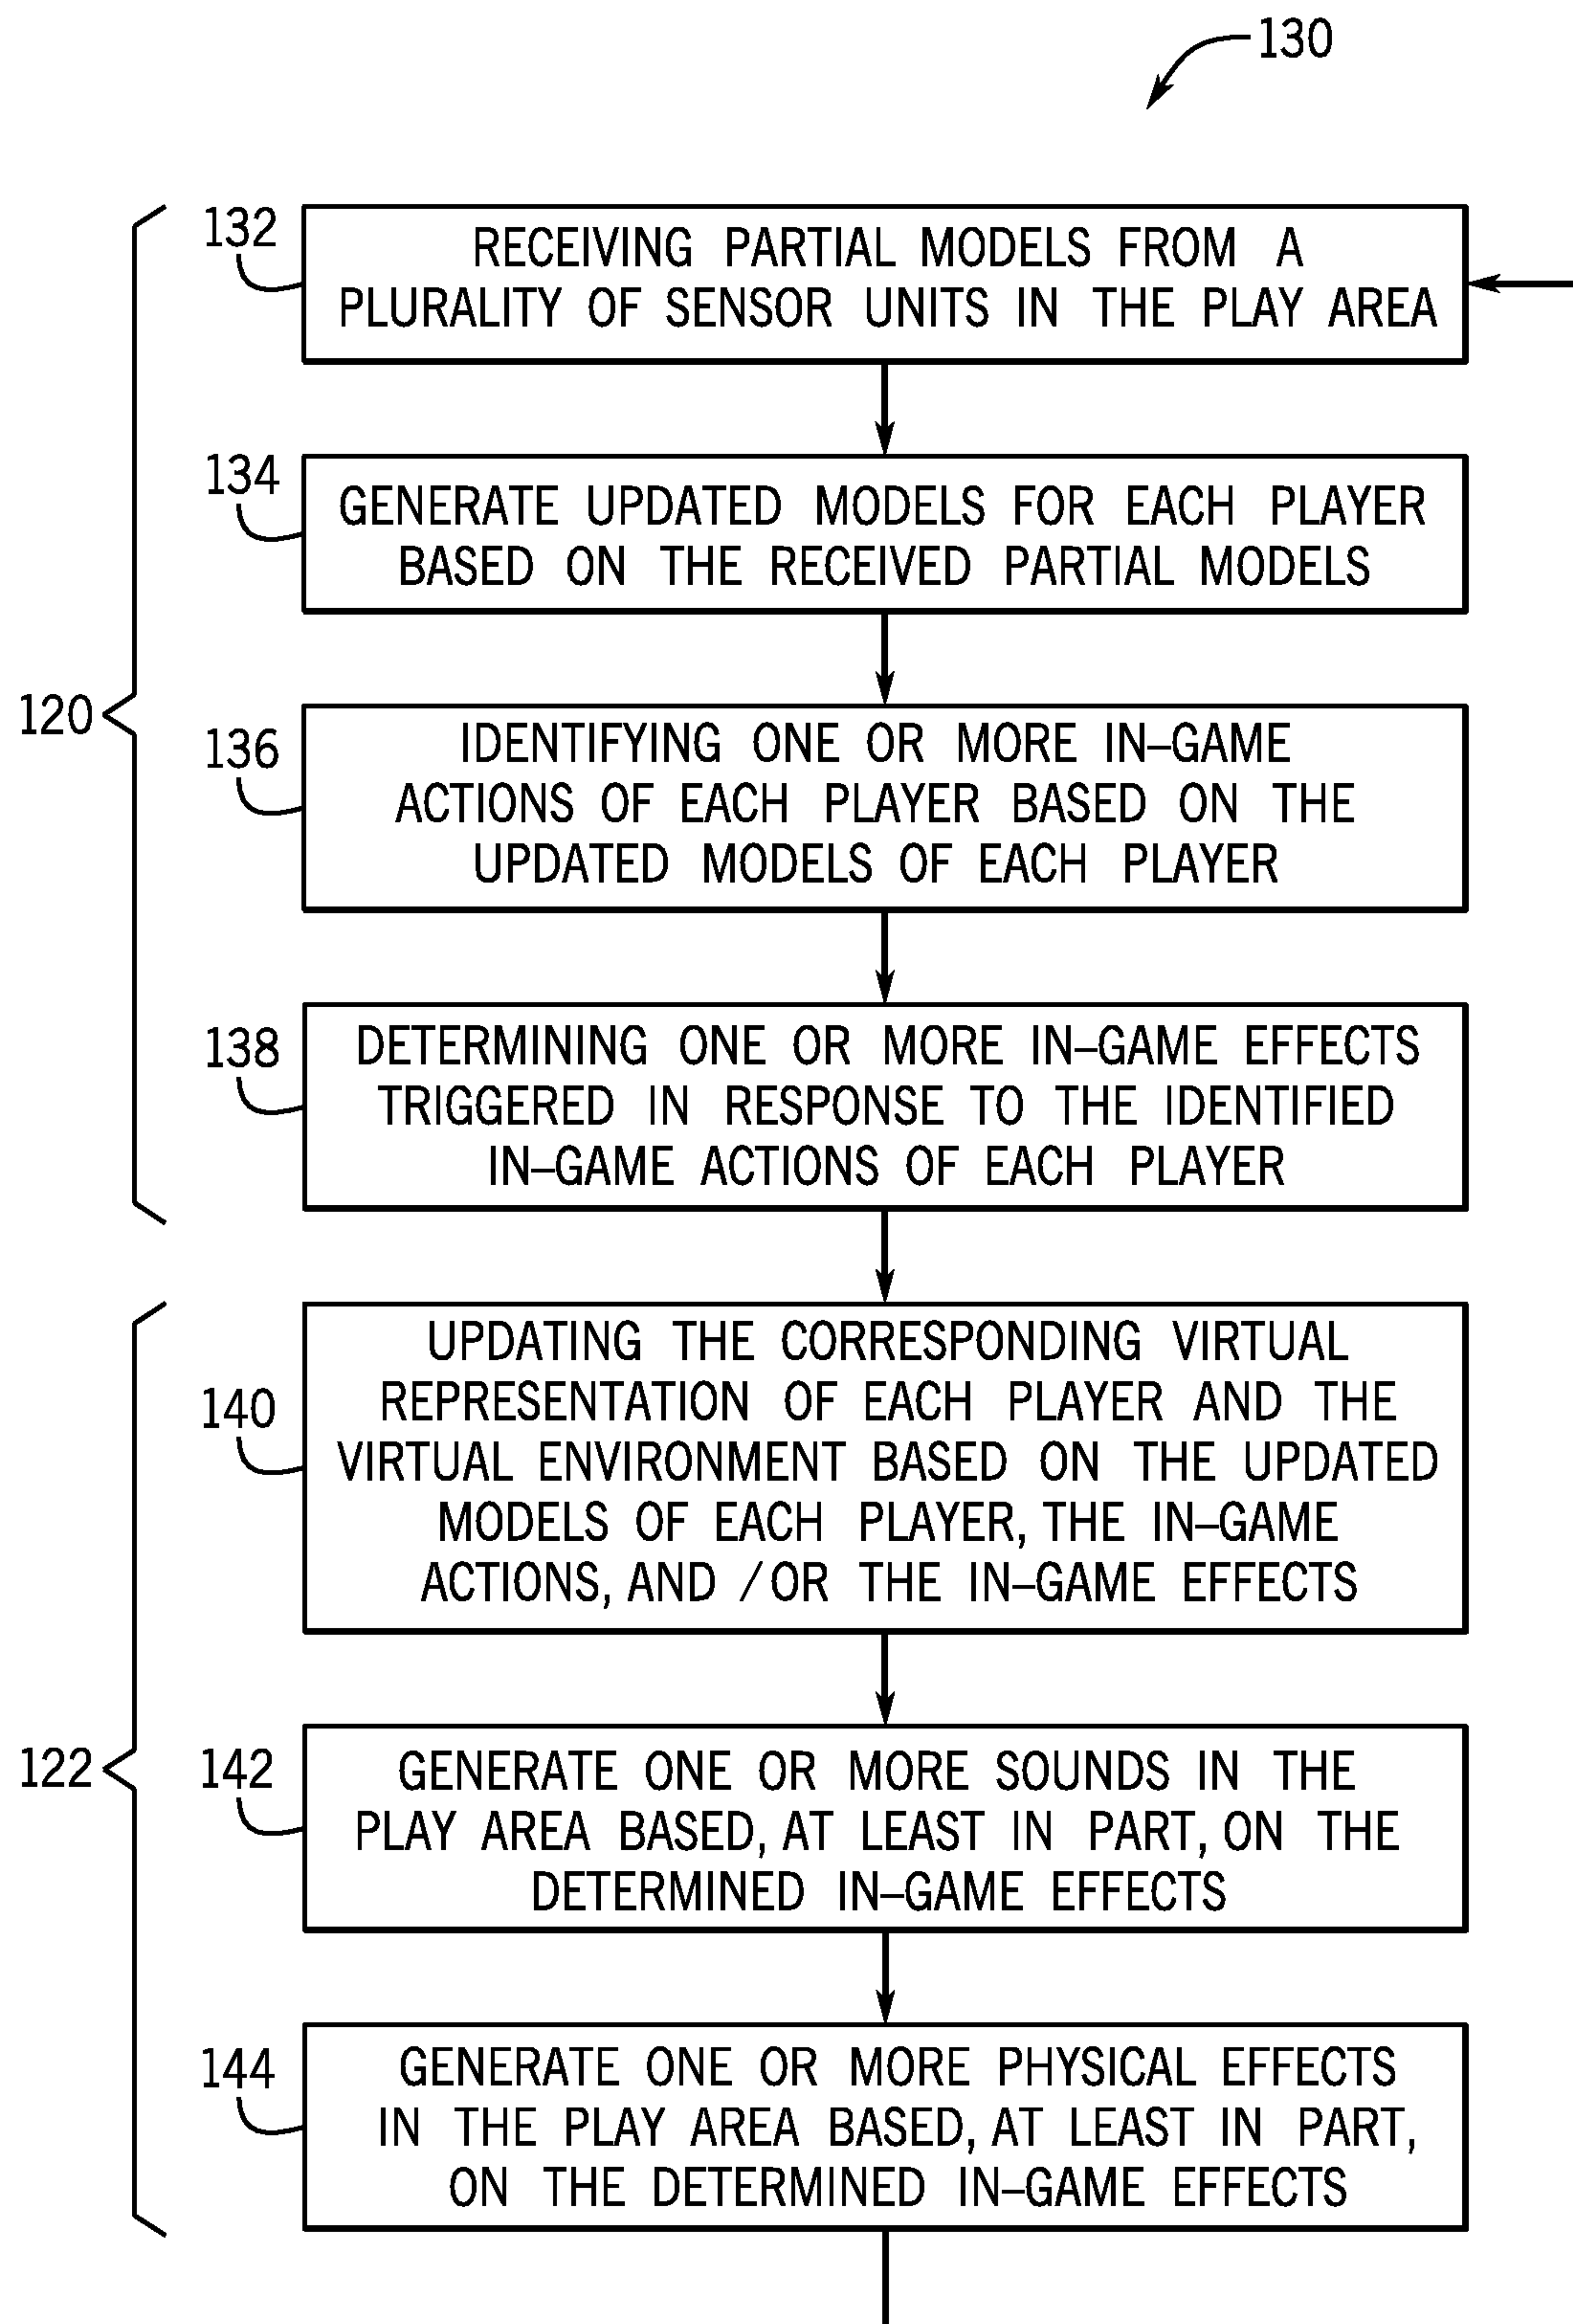 130
132
RECEIVING PARTIAL MODELS FROM A
PLURALITY OF SENSOR UNITS IN THE PLAY AREA
134
GENERATE UPDATED MODELS FOR EACH PLAYER
BASED ON THE RECEIVED PARTIAL MODELS
120
136
IDENTIFYING ONE OR MORE IN–GAME
ACTIONS OF EACH PLAYER BASED ON THE
UPDATED MODELS OF EACH PLAYER
138
DETERMINING ONE OR MORE IN–GAME EFFECTS
TRIGGERED IN RESPONSE TO THE IDENTIFIED
IN–GAME ACTIONS OF EACH PLAYER
140
UPDATING THE CORRESPONDING VIRTUAL
REPRESENTATION OF EACH PLAYER AND THE
VIRTUAL ENVIRONMENT BASED ON THE UPDATED
MODELS OF EACH PLAYER, THE IN–GAME
ACTIONS, AND /OR THE IN–GAME EFFECTS
122
142
GENERATE ONE OR MORE SOUNDS IN THE
PLAY AREA BASED, AT LEAST IN PART, ON THE
DETERMINED IN–GAME EFFECTS
144
GENERATE ONE OR MORE PHYSICAL EFFECTS
IN THE PLAY AREA BASED, AT LEAST IN PART,
ON THE DETERMINED IN–GAME EFFECTS